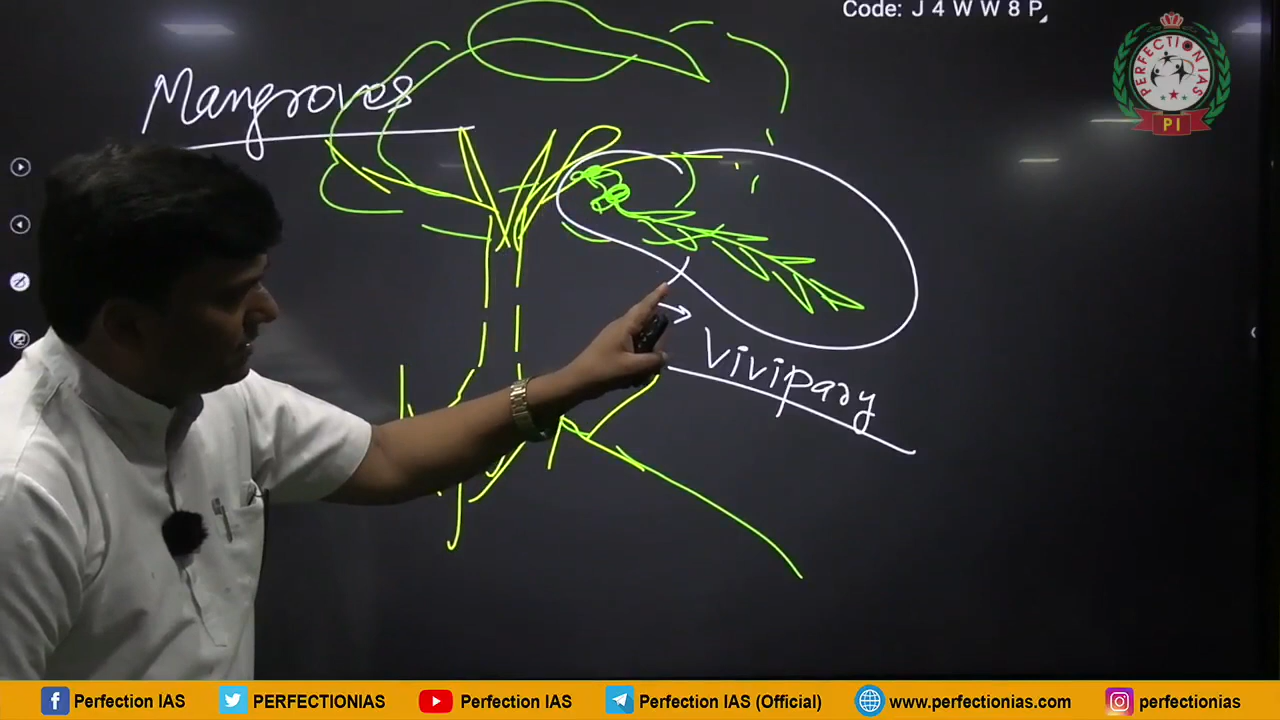 Code: J 4 W W 8 P
PERFECTION IAS
PI
Mangroves
Vivipary
Perfection IAS
PERFECTIONIAS
Perfection IAS
Perfection IAS (Official)
www.perfectionias.com
perfectionias